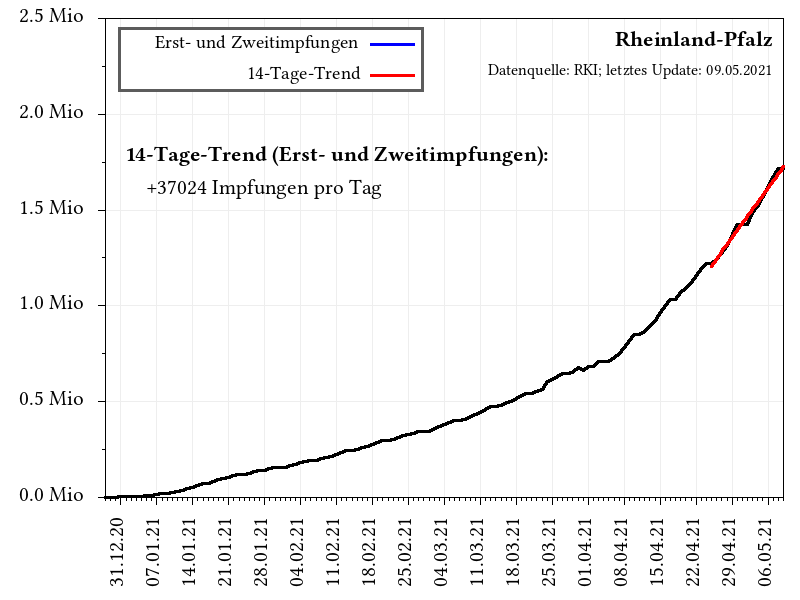 2.5 Mio
2.0 Mio
1.5 Mio
1.0 Mio
0.5 Mio
0.0 Mio
Erst- und Zweitimpfungen
14-Tage-Trend
Rheinland-Pfalz
Datenquelle: RKI; letztes Update: 09.05.2021
14-Tage-Trend (Erst- und Zweitimpfungen):
+37024 Impfungen pro Tag
31.12.20
07.01.21
14.01.21
21.01.21
28.01.21
04.02.21
11.02.21
18.02.21
25.02.21
04.03.21
11.03.21
18.03.21
25.03.21
01.04.21
08.04.21
15.04.21
22.04.21
29.04.21
06.05.21